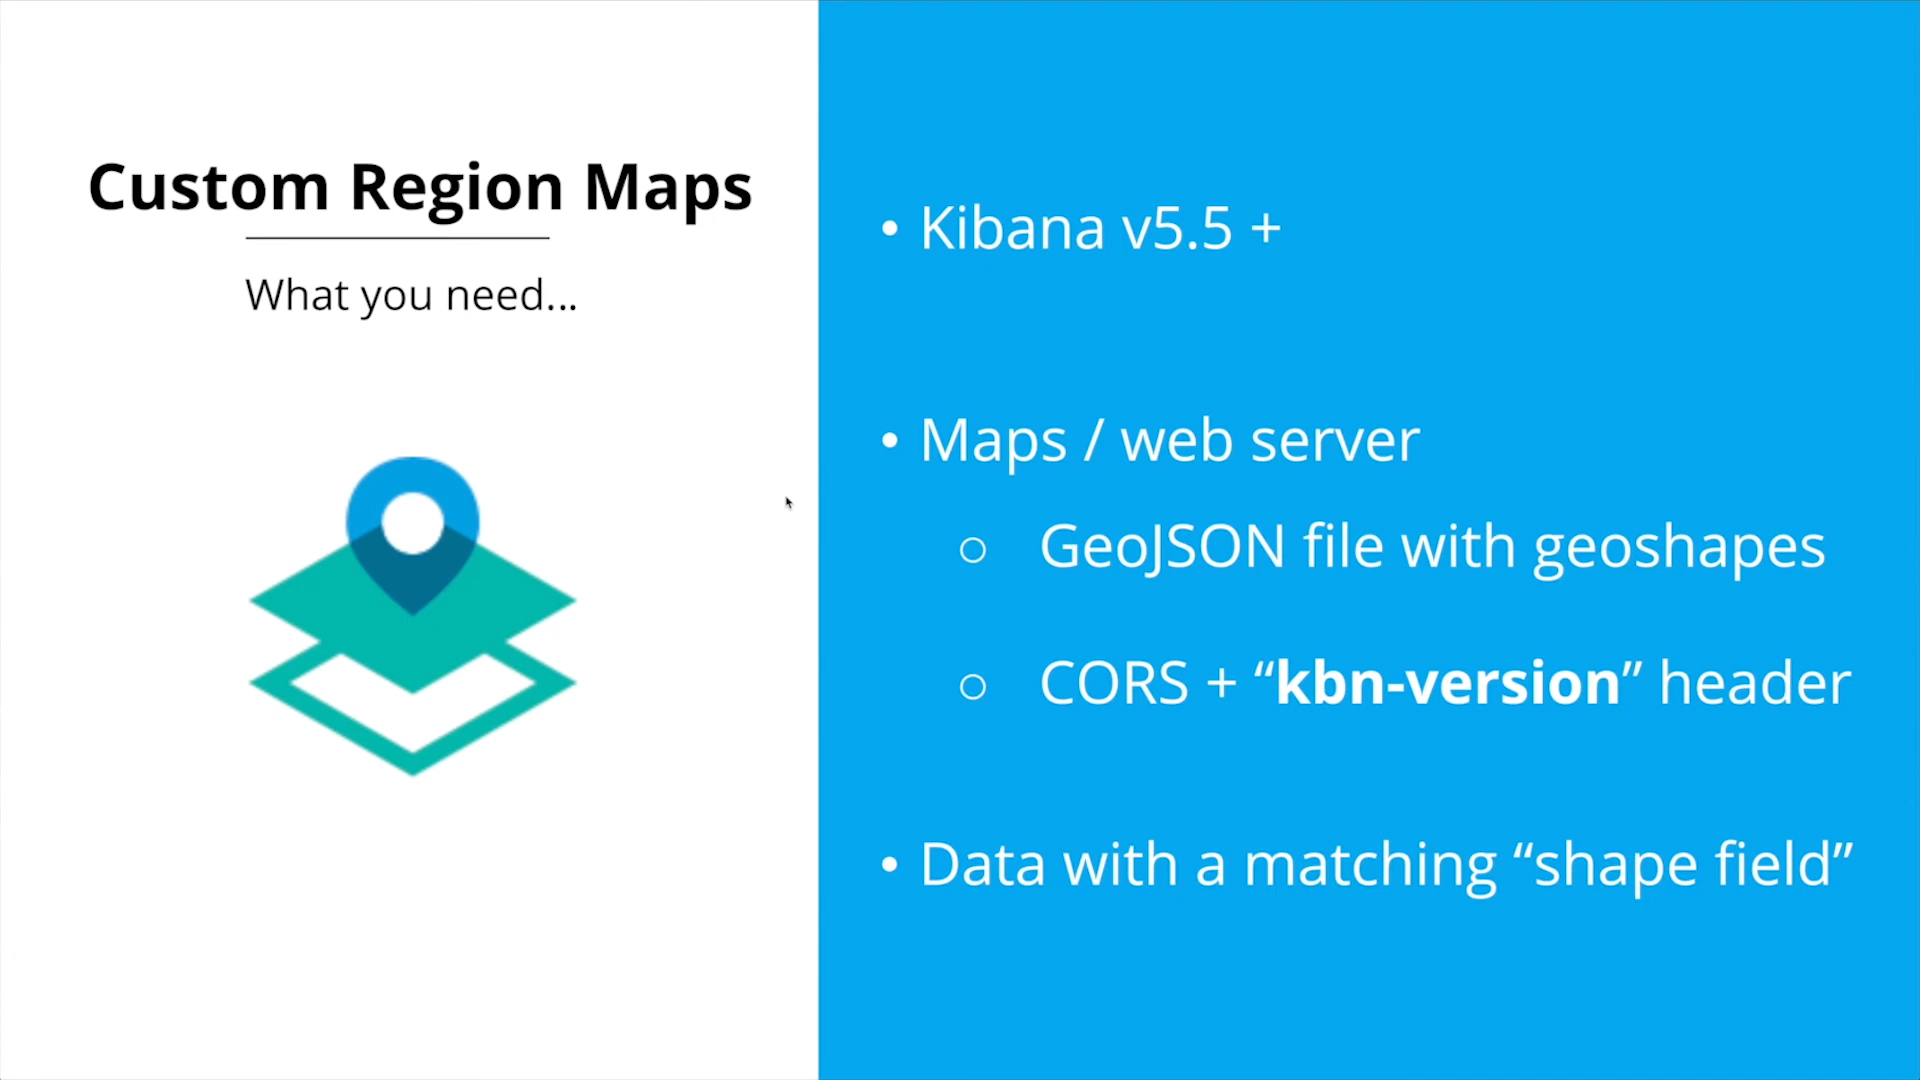 Custom Region Maps
What you need...
• Kibana v5.5 +
• Maps / web server
○ GeoJSON file with geoshapes
○ CORS + “kbn-version” header
• Data with a matching “shape field”